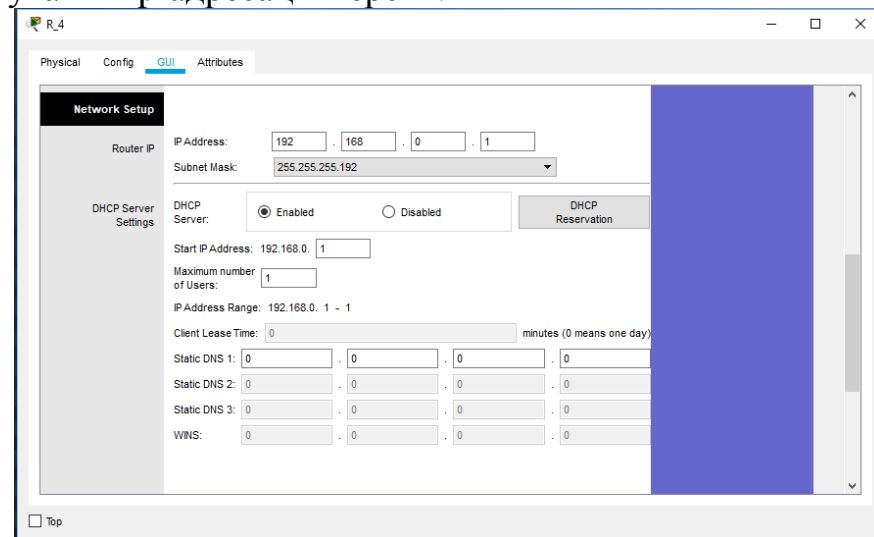 R_4
Physical Config GUI Attributes
Network Setup
Router IP
IP Address: 192 . 168 . 0 . 1
Subnet Mask: 255.255.255.192
DHCP Server Settings
DHCP Server: Enabled Disabled DHCP Reservation
Start IP Address: 192.168.0. 1
Maximum number of Users: 1
IP Address Range: 192.168.0. 1 - 1
Client Lease Time: 0 minutes (0 means one day)
Static DNS 1: 0 . 0 . 0 . 0
Static DNS 2: 0 . 0 . 0 . 0
Static DNS 3: 0 . 0 . 0 . 0
WINS: 0 . 0 . 0 . 0
Top